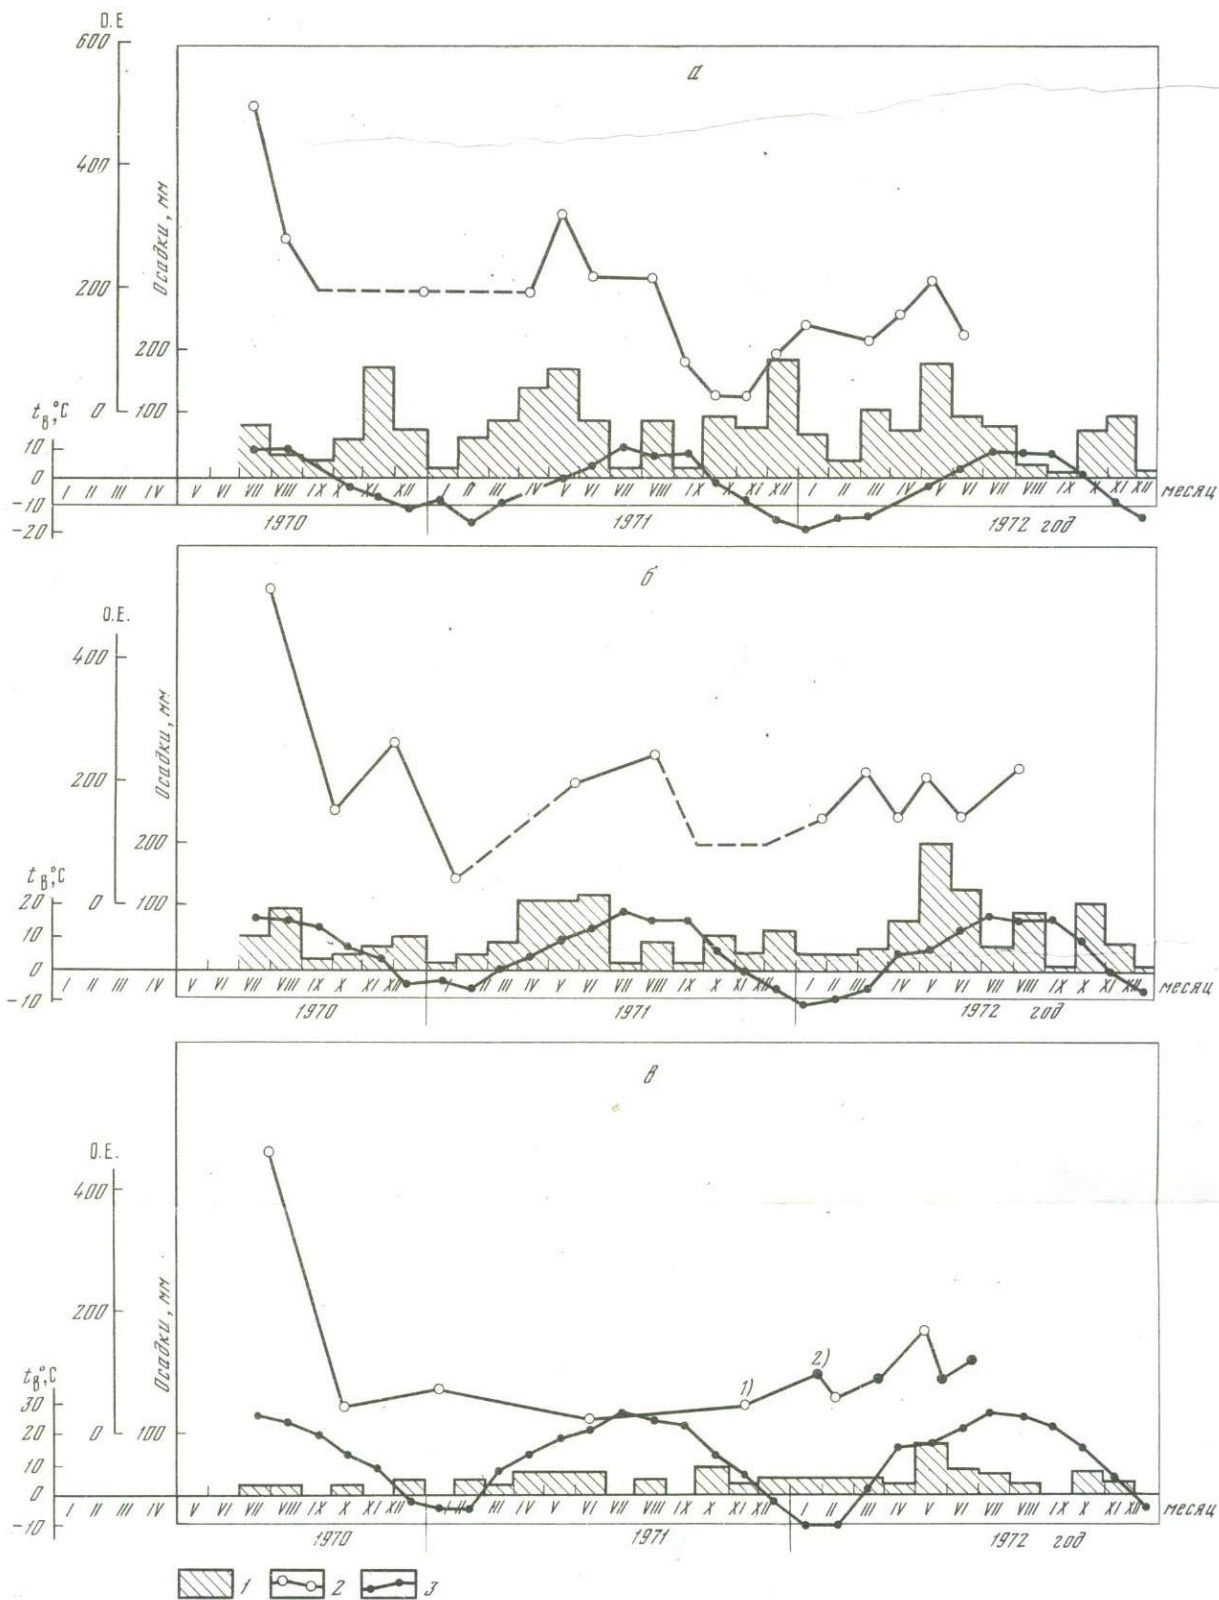 О.Е
600
400
200
0
Осадки, мм
200
100
а
t_в,°С
10
0
-10
-20
I II III IV V VI VII VIII IX X XI XII I II III IV V VI VII VIII IX X XI XII I II III IV V VI VII VIII IX X XI XII месяц
1970 1971 1972 год
б
О.Е.
400
200
0
Осадки, мм
200
100
t_в,°С
20
10
0
-10
I II III IV V VI VII VIII IX X XI XII I II III IV V VI VII VIII IX X XI XII I II III IV V VI VII VIII IX X XI XII месяц
1970 1971 1972 год
в
О.Е.
400
200
0
Осадки, мм
100
2)
1)
t_в,°С
30
20
10
0
-10
I II III IV V VI VII VIII IX X XI XII I II III IV V VI VII VIII IX X XI XII I II III IV V VI VII VIII IX X XI XII месяц
1970 1971 1972 год
1 2 3